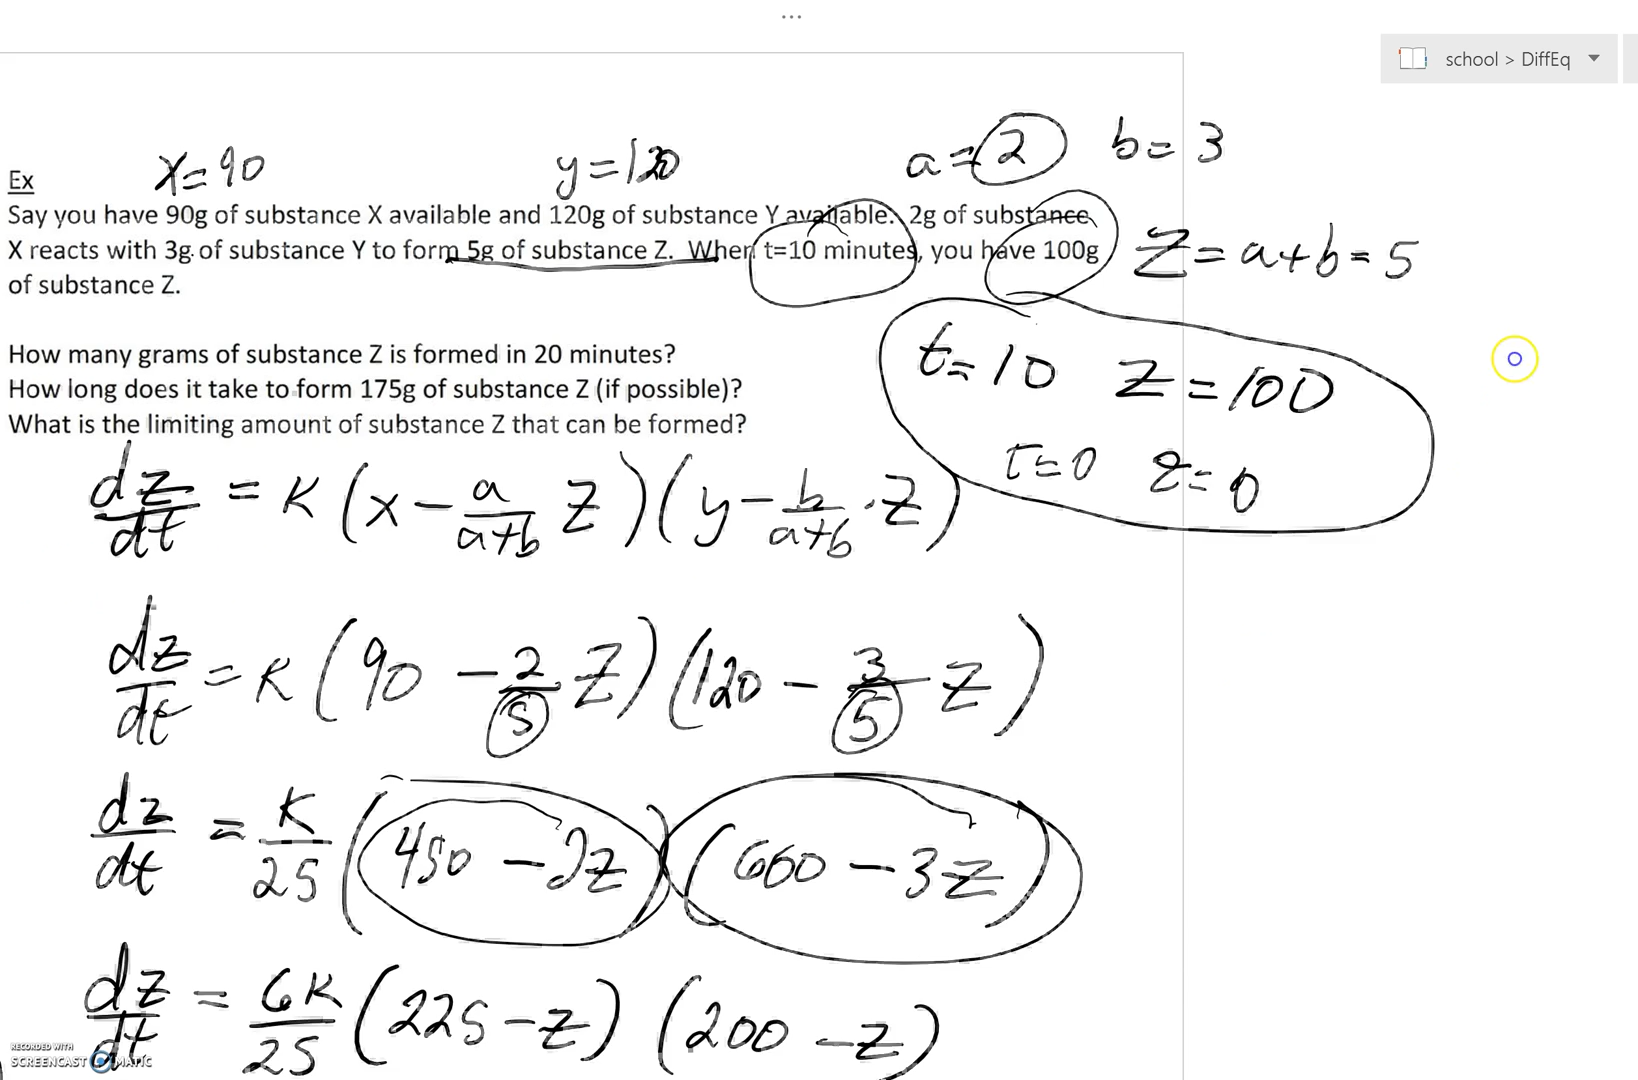 ...
school > DiffEq
x=90 y=120 a=2 b=3
Ex
Say you have 90g of substance X available and 120g of substance Y available. 2g of substance
X reacts with 3g of substance Y to form 5g of substance Z. When t=10 minutes, you have 100g
of substance Z.
Z=a+b=5
How many grams of substance Z is formed in 20 minutes?
How long does it take to form 175g of substance Z (if possible)?
What is the limiting amount of substance Z that can be formed?
t=10 z=100
t=0 z=0
dz/dt = K(x - a/(a+b) Z)(y - b/(a+b) · Z)
dz/dt = K(90 - 2/5 Z)(120 - 3/5 Z)
dz/dt = K/25 (450 - 2Z)(600 - 3Z)
dz/dt = 6K/25 (225 - Z)(200 - Z)
RECORDED WITH
SCREENCAST MATIC